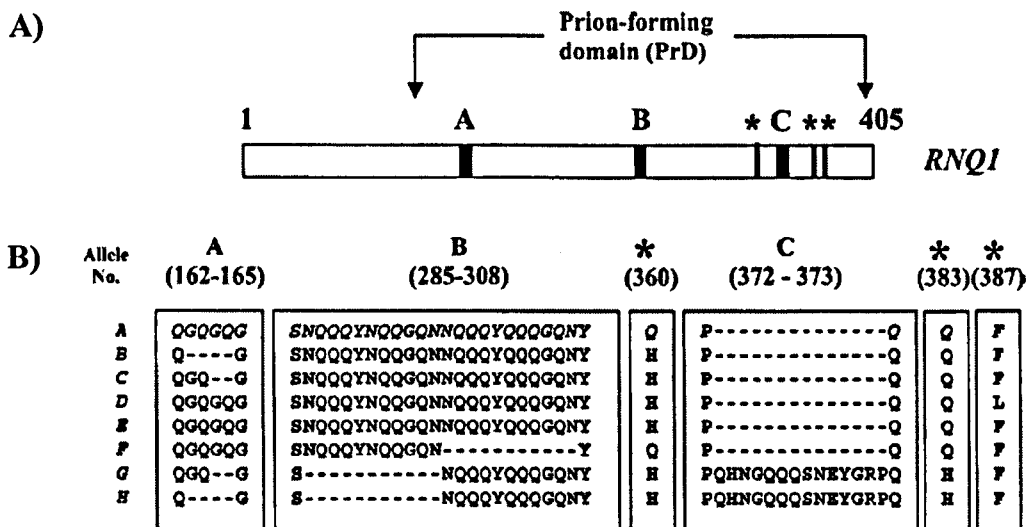 A)
Prion-forming
domain (PrD)
1 A B * C ** 405
RNQ1
B)
Allele No. A (162-165) B (285-308) * (360) C (372 - 373) * (383) * (387)
A QGQGQG SNQQQYNQQGQNNQQQYQQQGQNY Q P--------------Q Q F
B Q----G SNQQQYNQQGQNNQQQYQQQGQNY H P--------------Q Q F
C QGQ--G SNQQQYNQQGQNNQQQYQQQGQNY H P--------------Q Q F
D QGQGQG SNQQQYNQQGQNNQQQYQQQGQNY H P--------------Q Q L
E QGQGQG SNQQQYNQQGQNNQQQYQQQGQNY H P--------------Q Q F
F QGQGQG SNQQQYNQQGQN-----------Y Q P--------------Q Q F
G QGQ--G S-----------NQQQYQQQGQNY H PQHNGQQQSNEYGRPQ H F
H Q----G S-----------NQQQYQQQGQNY H PQHNGQQQSNEYGRPQ H F